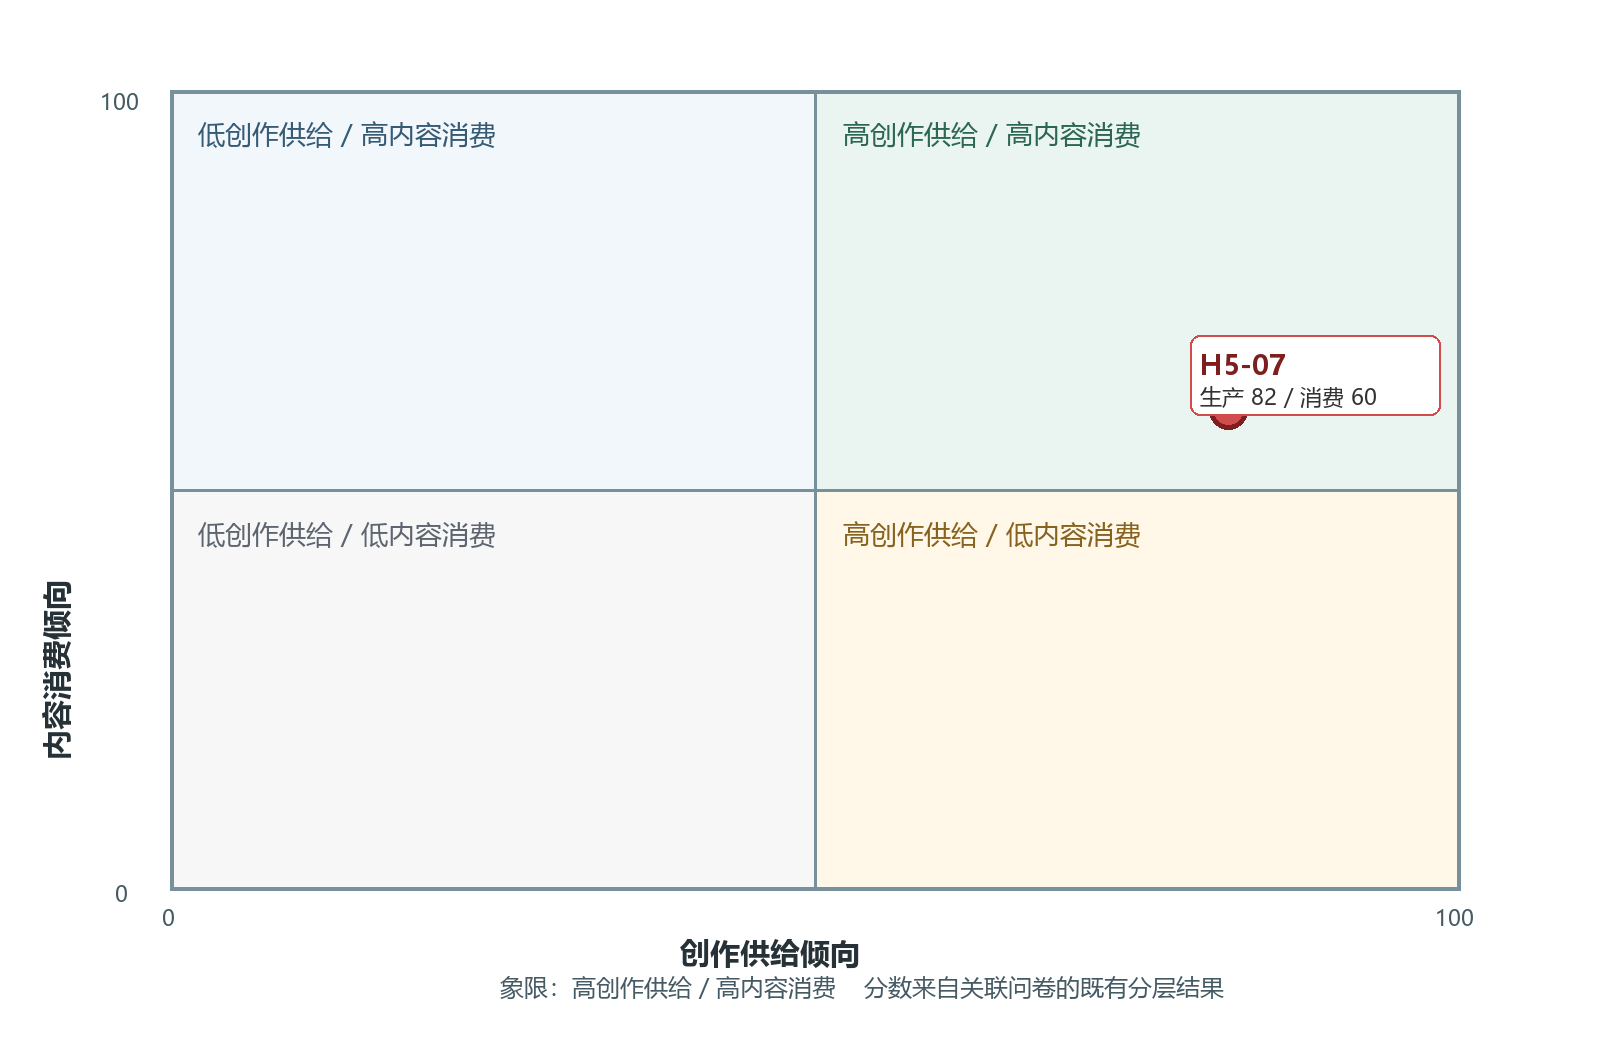 100
低创作供给 / 高内容消费
高创作供给 / 高内容消费
H5-07
生产 82 / 消费 60
低创作供给 / 低内容消费
高创作供给 / 低内容消费
内容消费倾向
0
0
100
创作供给倾向
象限：高创作供给 / 高内容消费 分数来自关联问卷的既有分层结果